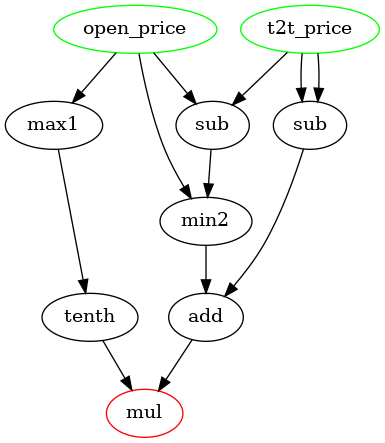 open_price
t2t_price
max1
sub
sub
min2
tenth
add
mul